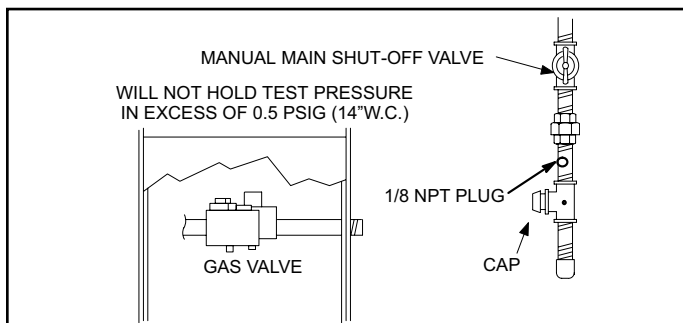 MANUAL MAIN SHUT-OFF VALVE
WILL NOT HOLD TEST PRESSURE
IN EXCESS OF 0.5 PSIG (14”W.C.)
1/8 NPT PLUG
GAS VALVE
CAP